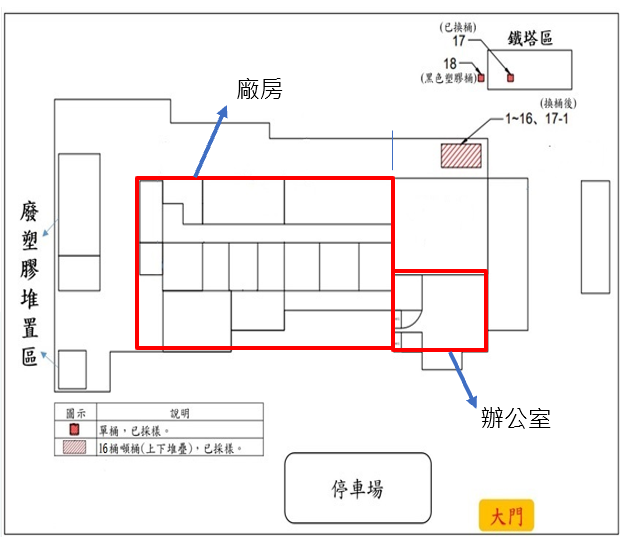 (已換桶)
17
鐵塔區
18
(黑色塑膠桶)
(換桶後)
1~16、17-1
廠房
廢塑膠堆置區
辦公室
圖示 說明
單桶，已採樣。
16桶噸桶(上下堆疊)，已採樣。
停車場
大門